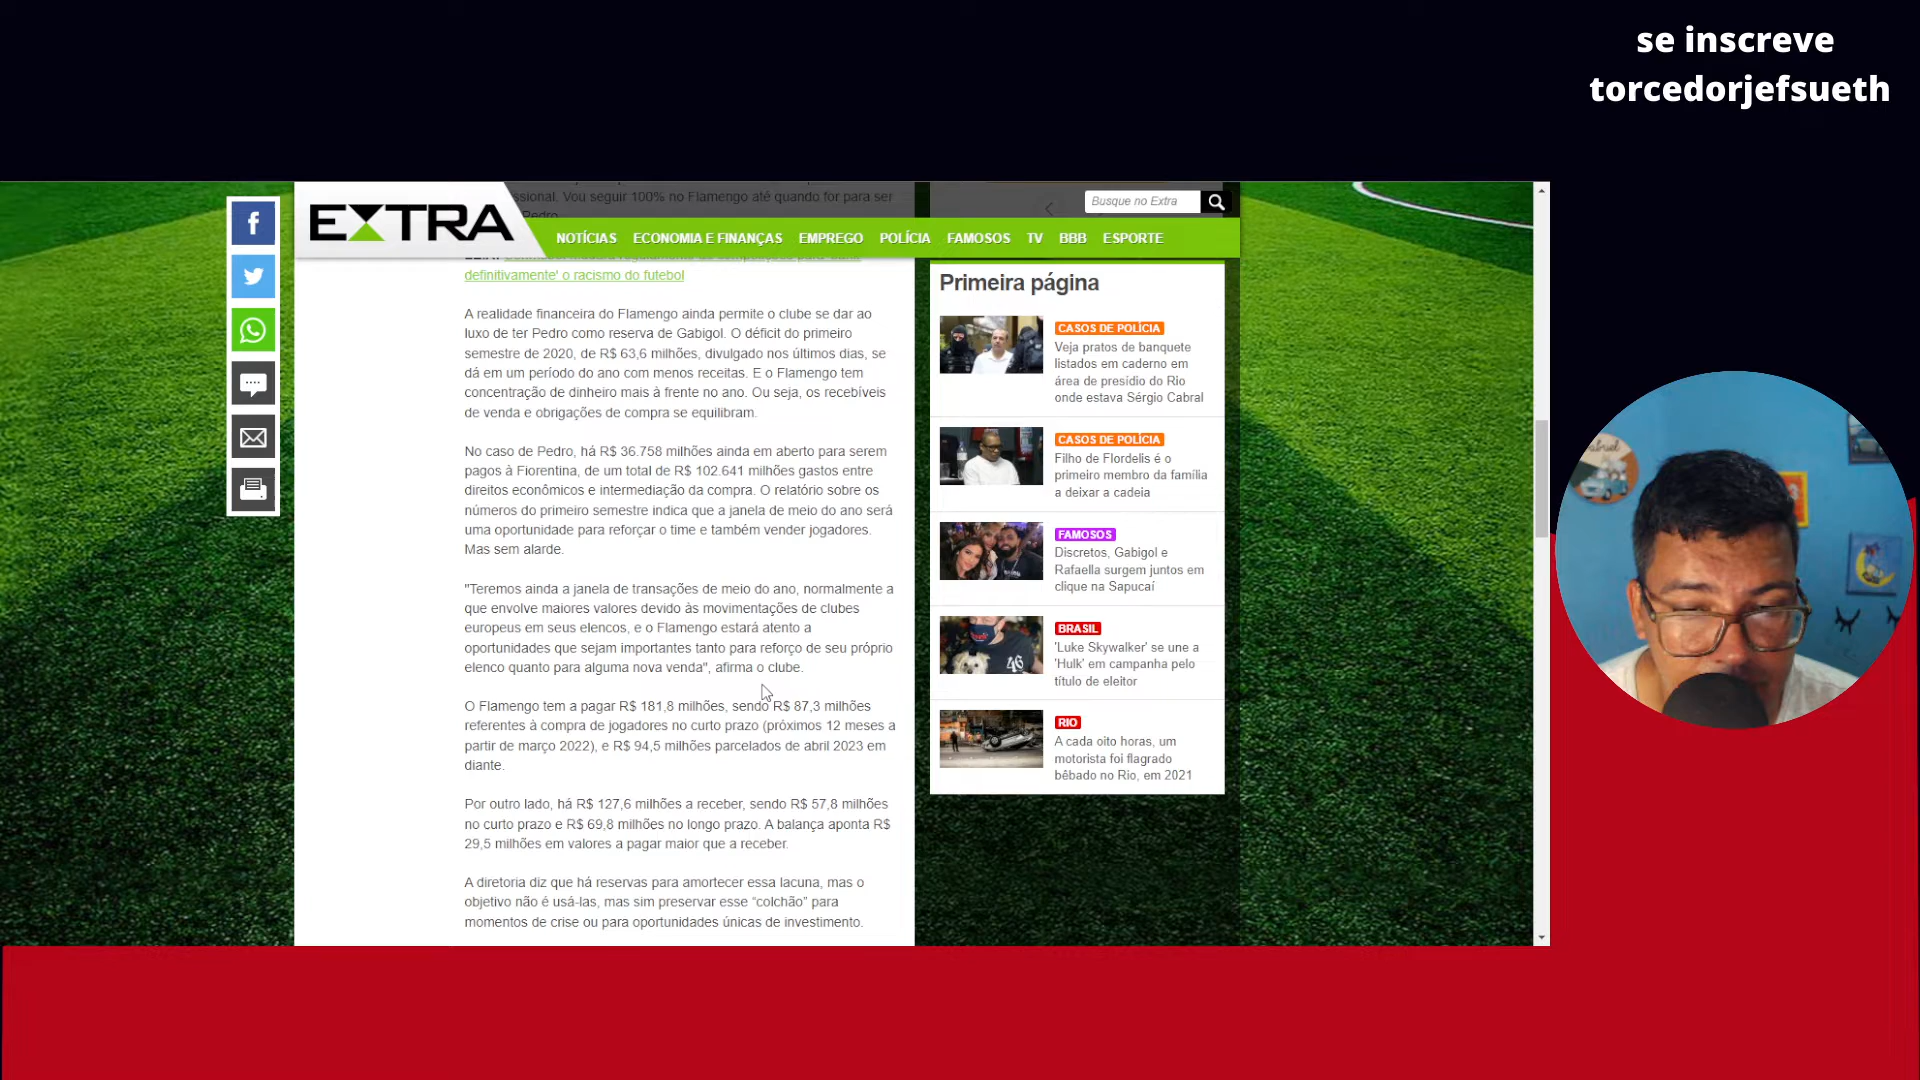 se inscreve
torcedorjefsueth
ssional. Vou seguir 100% no Flamengo até quando for para ser
EXTRA
Busque no Extra
NOTÍCIAS ECONOMIA E FINANÇAS EMPREGO POLÍCIA FAMOSOS TV BBB ESPORTE
definitivamente' o racismo do futebol
A realidade financeira do Flamengo ainda permite o clube se dar ao
luxo de ter Pedro como reserva de Gabigol. O déficit do primeiro
semestre de 2020, de R$ 63,6 milhões, divulgado nos últimos dias, se
dá em um período do ano com menos receitas. E o Flamengo tem
concentração de dinheiro mais à frente no ano. Ou seja, os recebíveis
de venda e obrigações de compra se equilibram.
No caso de Pedro, há R$ 36.758 milhões ainda em aberto para serem
pagos à Fiorentina, de um total de R$ 102.641 milhões gastos entre
direitos econômicos e intermediação da compra. O relatório sobre os
números do primeiro semestre indica que a janela de meio do ano será
uma oportunidade para reforçar o time e também vender jogadores.
Mas sem alarde.
"Teremos ainda a janela de transações de meio do ano, normalmente a
que envolve maiores valores devido às movimentações de clubes
europeus em seus elencos, e o Flamengo estará atento a
oportunidades que sejam importantes tanto para reforço de seu próprio
elenco quanto para alguma nova venda", afirma o clube.
O Flamengo tem a pagar R$ 181,8 milhões, sendo R$ 87,3 milhões
referentes à compra de jogadores no curto prazo (próximos 12 meses a
partir de março 2022), e R$ 94,5 milhões parcelados de abril 2023 em
diante.
Por outro lado, há R$ 127,6 milhões a receber, sendo R$ 57,8 milhões
no curto prazo e R$ 69,8 milhões no longo prazo. A balança aponta R$
29,5 milhões em valores a pagar maior que a receber.
A diretoria diz que há reservas para amortecer essa lacuna, mas o
objetivo não é usá-las, mas sim preservar esse “colchão” para
momentos de crise ou para oportunidades únicas de investimento.
Primeira página
CASOS DE POLÍCIA
Veja pratos de banquete
listados em caderno em
área de presídio do Rio
onde estava Sérgio Cabral
CASOS DE POLÍCIA
Filho de Flordelis é o
primeiro membro da família
a deixar a cadeia
FAMOSOS
Discretos, Gabigol e
Rafaella surgem juntos em
clique na Sapucaí
BRASIL
'Luke Skywalker' se une a
'Hulk' em campanha pelo
título de eleitor
46
RIO
A cada oito horas, um
motorista foi flagrado
bêbado no Rio, em 2021